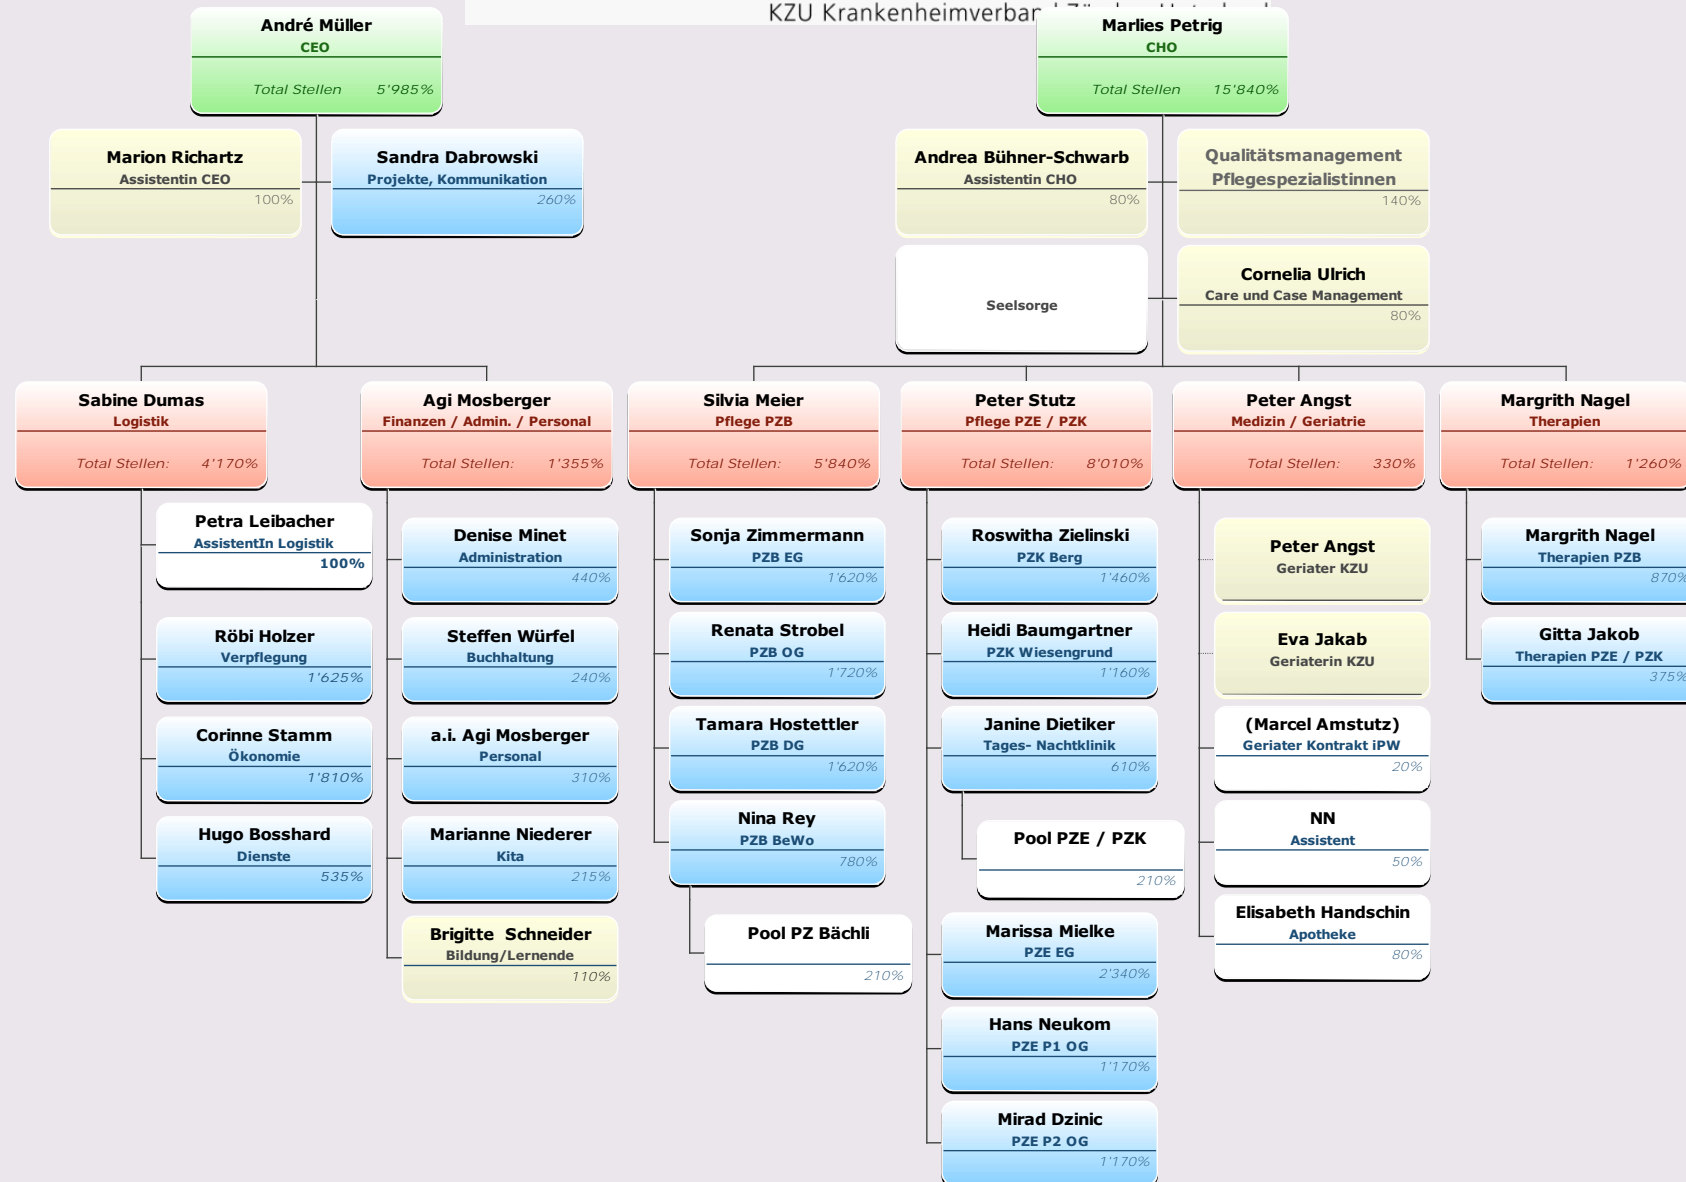 KZU Krankenheimverban
André Müller
CEO
Total Stellen 5'985%
Marlies Petrig
CHO
Total Stellen 15'840%
Marion Richartz
Assistentin CEO
100%
Sandra Dabrowski
Projekte, Kommunikation
260%
Andrea Bühner-Schwarb
Assistentin CHO
80%
Qualitätsmanagement
Pflegespezialistinnen
140%
Seelsorge
Cornelia Ulrich
Care und Case Management
80%
Sabine Dumas
Logistik
Total Stellen: 4'170%
Agi Mosberger
Finanzen / Admin. / Personal
Total Stellen: 1'355%
Silvia Meier
Pflege PZB
Total Stellen: 5'840%
Peter Stutz
Pflege PZE / PZK
Total Stellen: 8'010%
Peter Angst
Medizin / Geriatrie
Total Stellen: 330%
Margrith Nagel
Therapien
Total Stellen: 1'260%
Petra Leibacher
AssistentIn Logistik
100%
Röbi Holzer
Verpflegung
1'625%
Corinne Stamm
Ökonomie
1'810%
Hugo Bosshard
Dienste
535%
Denise Minet
Administration
440%
Steffen Würfel
Buchhaltung
240%
a.i. Agi Mosberger
Personal
310%
Marianne Niederer
Kita
215%
Brigitte Schneider
Bildung/Lernende
110%
Sonja Zimmermann
PZB EG
1'620%
Renata Strobel
PZB OG
1'720%
Tamara Hostettler
PZB DG
1'620%
Nina Rey
PZB BeWo
780%
Pool PZ Bächli
210%
Roswitha Zielinski
PZK Berg
1'460%
Heidi Baumgartner
PZK Wiesengrund
1'160%
Janine Dietiker
Tages- Nachtklinik
610%
Pool PZE / PZK
210%
Marissa Mielke
PZE EG
2'340%
Hans Neukom
PZE P1 OG
1'170%
Mirad Dzinic
PZE P2 OG
1'170%
Peter Angst
Geriater KZU
Eva Jakab
Geriaterin KZU
(Marcel Amstutz)
Geriater Kontrakt iPW
20%
NN
Assistent
50%
Elisabeth Handschin
Apotheke
80%
Margrith Nagel
Therapien PZB
870%
Gitta Jakob
Therapien PZE / PZK
375%